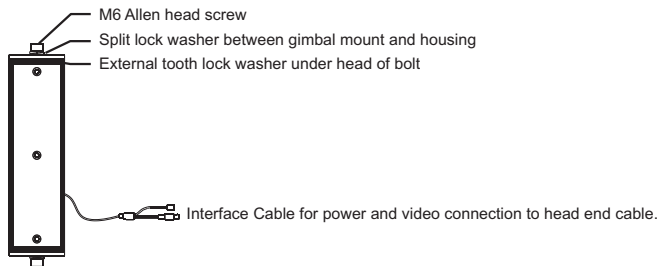 M6 Allen head screw
Split lock washer between gimbal mount and housing
External tooth lock washer under head of bolt
Interface Cable for power and video connection to head end cable.